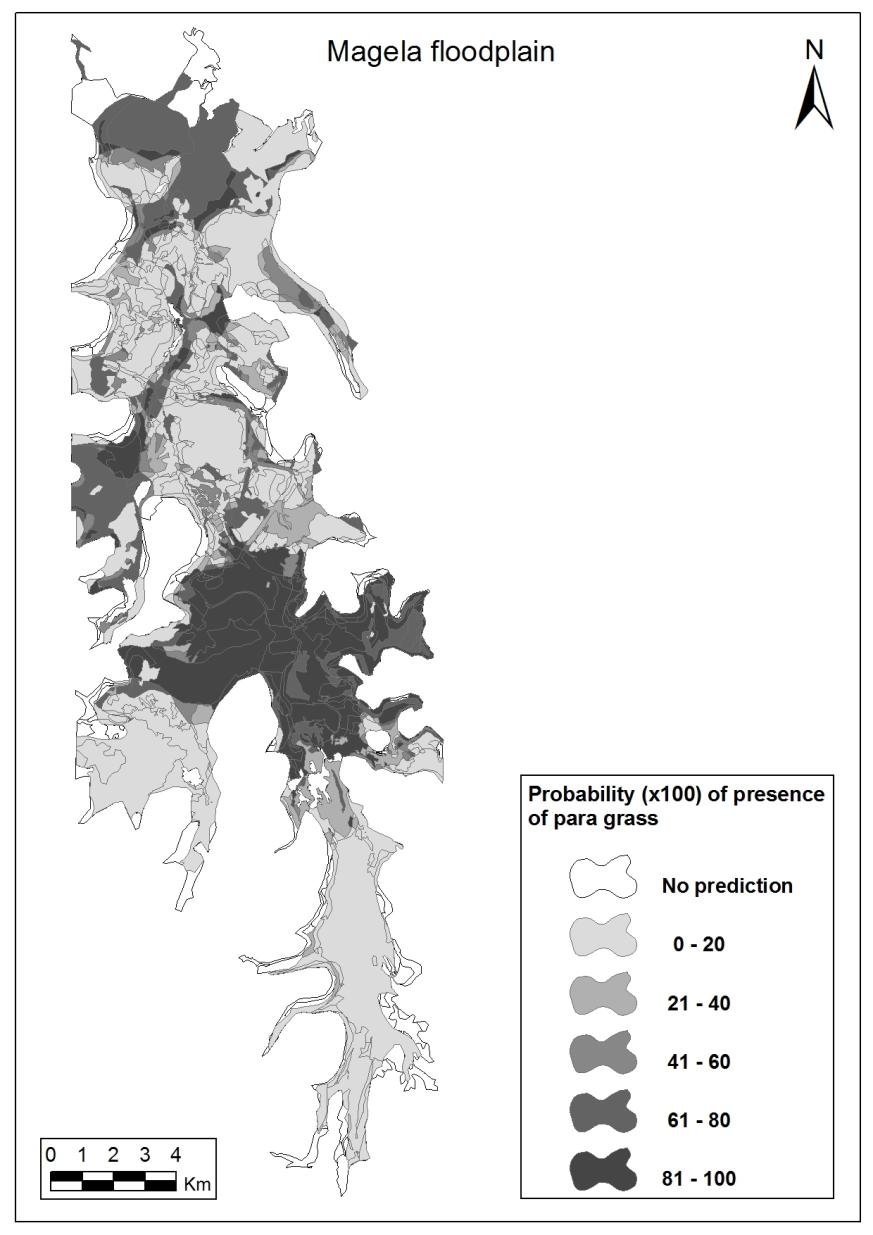 Magela floodplain
N
Probability (x100) of presence
of para grass
No prediction
0 - 20
21 - 40
41 - 60
61 - 80
81 - 100
0 1 2 3 4
Km